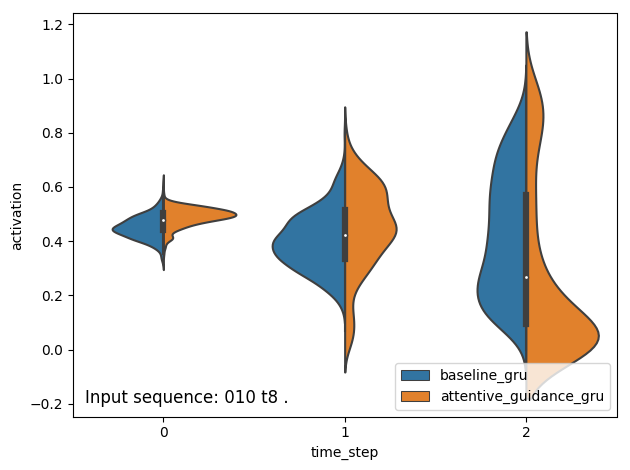 1.2
1.0
0.8
0.6
0.4
0.2
0.0
−0.2
activation
Input sequence: 010 t8 .
baseline_gru
attentive_guidance_gru
0 1 2
time_step